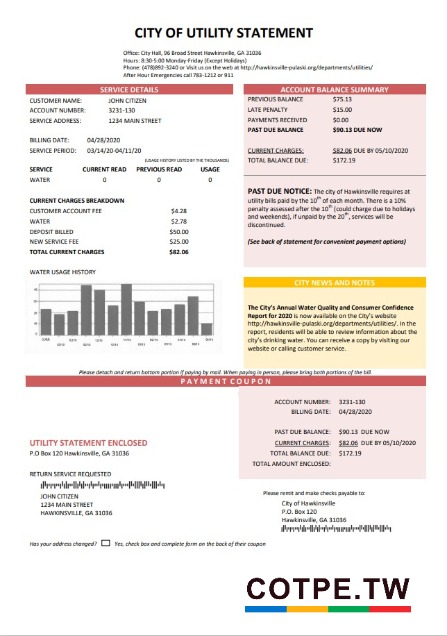 CITY OF UTILITY STATEMENT
Office: City Hall, 96 Broad Street Hawkinsville, GA 31036
Hours: 8:30-5:00 Monday-Friday (Except Holidays)
Phone: (478)892-3240 or Visit us on the web at http://hawkinsville-pulaski.org/departments/utilities/
After Hour Emergencies call 783-1212 or 911
SERVICE DETAILS
CUSTOMER NAME: JOHN CITIZEN
ACCOUNT NUMBER: 3231-130
SERVICE ADDRESS: 1234 MAIN STREET
BILLING DATE: 04/28/2020
SERVICE PERIOD: 03/14/20-04/11/20
(USAGE HISTORY LISTED BY THE THOUSANDS)
SERVICE CURRENT READ PREVIOUS READ USAGE
WATER 0 0 0
CURRENT CHARGES BREAKDOWN
CUSTOMER ACCOUNT FEE $4.28
WATER $2.78
DEPOSIT BILLED $50.00
NEW SERVICE FEE $25.00
TOTAL CURRENT CHARGES $82.06
WATER USAGE HISTORY
ACCOUNT BALANCE SUMMARY
PREVIOUS BALANCE $75.13
LATE PENALTY $15.00
PAYMENTS RECEIVED $0.00
PAST DUE BALANCE $90.13 DUE NOW
CURRENT CHARGES: $82.06 DUE BY 05/10/2020
TOTAL BALANCE DUE: $172.19
PAST DUE NOTICE: The city of Hawkinsville requires at
utility bills paid by the 10th of each month. There is a 10%
penalty assessed after the 10th (could charge due to holidays
and weekends), if unpaid by the 20th, services will be
discontinued.
(See back of statement for convenient payment options)
CITY NEWS AND NOTES
The City's Annual Water Quality and Consumer Confidence
Report for 2020 is now available on the City's website
http://hawkinsville-pulaski.org/departments/utilities/. In the
report, residents will be able to review information about the
city's drinking water. You can receive a copy by visiting our
website or calling customer service.
Please detach and return bottom portion if paying by mail. When paying in person, please bring both portions of the bill.
PAYMENT COUPON
ACCOUNT NUMBER: 3231-130
BILLING DATE: 04/28/2020
PAST DUE BALANCE: $90.13 DUE NOW
CURRENT CHARGES: $82.06 DUE BY 05/10/2020
TOTAL BALANCE DUE: $172.19
TOTAL AMOUNT ENCLOSED:
UTILITY STATEMENT ENCLOSED
P.O Box 120 Hawkinsville, GA 31036
RETURN SERVICE REQUESTED
JOHN CITIZEN
1234 MAIN STREET
HAWKINSVILLE, GA 31036
Please remit and make checks payable to:
City of Hawkinsville
P.O. Box 120
Hawkinsville, GA 31036
Has your address changed? Yes, check box and complete form on the back of their coupon
COTPE.TW